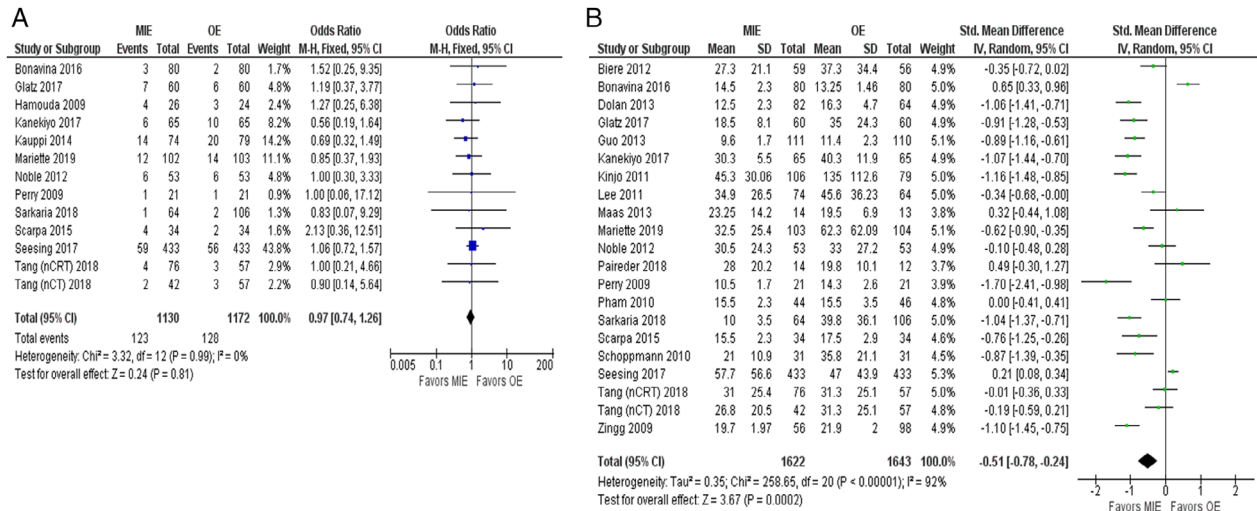 A
MIE OE Odds Ratio Odds Ratio
Study or Subgroup Events Total Events Total Weight M-H, Fixed, 95% CI M-H, Fixed, 95% CI
Bonavina 2016 3 80 2 80 1.7% 1.52 [0.25, 9.35]
Glatz 2017 7 60 6 60 4.8% 1.19 [0.37, 3.77]
Hamouda 2009 4 26 3 24 2.4% 1.27 [0.25, 6.38]
Kanekiyo 2017 6 65 10 65 8.2% 0.56 [0.19, 1.64]
Kauppi 2014 14 74 20 79 14.2% 0.69 [0.32, 1.49]
Mariette 2019 12 102 14 103 11.1% 0.85 [0.37, 1.93]
Noble 2012 6 53 6 53 4.8% 1.00 [0.30, 3.33]
Perry 2009 1 21 1 21 0.9% 1.00 [0.06, 17.12]
Sarkaria 2018 1 64 2 106 1.3% 0.83 [0.07, 9.29]
Scarpa 2015 4 34 2 34 1.6% 2.13 [0.36, 12.51]
Seesing 2017 59 433 56 433 43.8% 1.06 [0.72, 1.57]
Tang (nCRT) 2018 4 76 3 57 2.9% 1.00 [0.21, 4.66]
Tang (nCT) 2018 2 42 3 57 2.2% 0.90 [0.14, 5.64]
Total (95% CI) 1130 1172 100.0% 0.97 [0.74, 1.26]
Total events 123 128
Heterogeneity: Chi² = 3.32, df = 12 (P = 0.99); I² = 0%
Test for overall effect: Z = 0.24 (P = 0.81)
0.005 0.1 1 10 200
Favors MIE Favors OE
B
MIE OE Std. Mean Difference Std. Mean Difference
Study or Subgroup Mean SD Total Mean SD Total Weight IV, Random, 95% CI IV, Random, 95% CI
Biere 2012 27.3 21.1 59 37.3 34.4 56 4.9% -0.35 [-0.72, 0.02]
Bonavina 2016 14.5 2.3 80 13.25 1.46 80 5.0% 0.65 [0.33, 0.96]
Dolan 2013 12.5 2.3 82 16.3 4.7 64 5.0% -1.06 [-1.41, -0.71]
Glatz 2017 18.5 8.1 60 35 24.3 60 4.9% -0.91 [-1.28, -0.53]
Guo 2013 9.6 1.7 111 11.4 2.3 110 5.1% -0.89 [-1.16, -0.61]
Kanekiyo 2017 30.3 5.5 65 40.3 11.9 65 4.9% -1.07 [-1.44, -0.70]
Kinjo 2011 45.3 30.06 106 135 112.6 79 5.0% -1.16 [-1.48, -0.85]
Lee 2011 34.9 26.5 74 45.6 36.23 64 5.0% -0.34 [-0.68, -0.00]
Maas 2013 23.25 14.2 14 19.5 6.9 13 4.0% 0.32 [-0.44, 1.08]
Mariette 2019 32.5 25.4 103 62.3 62.09 104 5.1% -0.62 [-0.90, -0.35]
Noble 2012 30.5 24.3 53 33 27.2 53 4.9% -0.10 [-0.48, 0.28]
Paireder 2018 28 20.2 14 19.8 10.1 12 3.9% 0.49 [-0.30, 1.27]
Perry 2009 10.5 1.7 21 14.3 2.6 21 4.1% -1.70 [-2.41, -0.98]
Pham 2010 15.5 2.3 44 15.5 3.5 46 4.8% 0.00 [-0.41, 0.41]
Sarkaria 2018 10 3.5 64 39.8 36.1 106 5.0% -1.04 [-1.37, -0.71]
Scarpa 2015 15.5 2.3 34 17.5 2.9 34 4.7% -0.76 [-1.25, -0.26]
Schoppmann 2010 21 10.9 31 35.8 21.1 31 4.6% -0.87 [-1.39, -0.35]
Seesing 2017 57.7 56.6 433 47 43.9 433 5.3% 0.21 [0.08, 0.34]
Tang (nCRT) 2018 31 25.4 76 31.3 25.1 57 5.0% -0.01 [-0.36, 0.33]
Tang (nCT) 2018 26.8 20.5 42 31.3 25.1 57 4.9% -0.19 [-0.59, 0.21]
Zingg 2009 19.7 1.97 56 21.9 2 98 4.9% -1.10 [-1.45, -0.75]
Total (95% CI) 1622 1643 100.0% -0.51 [-0.78, -0.24]
Heterogeneity: Tau² = 0.35; Chi² = 258.65, df = 20 (P < 0.00001); I² = 92%
Test for overall effect: Z = 3.67 (P = 0.0002)
-2 -1 0 1 2
Favors MIE Favors OE